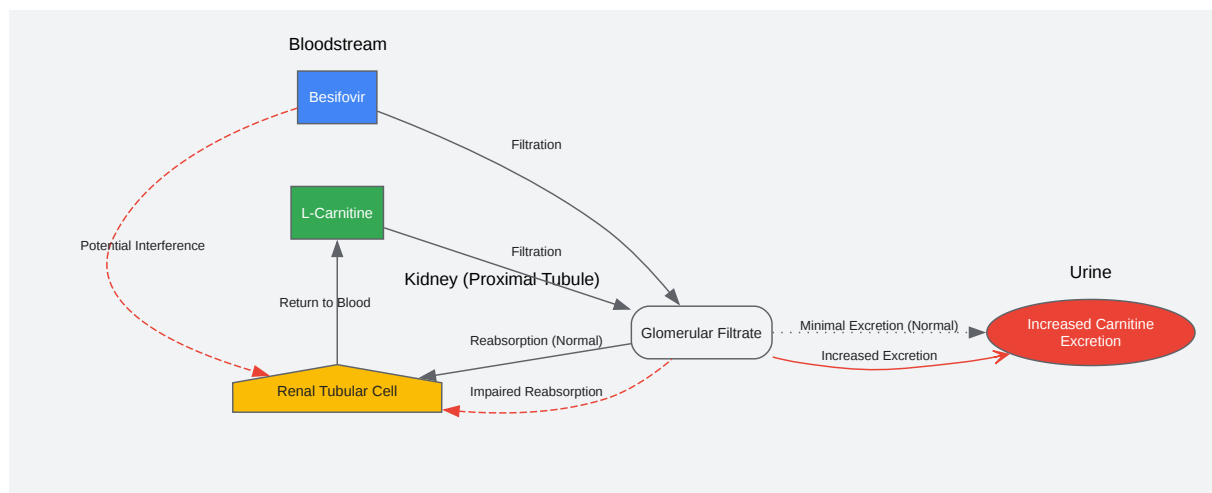 Bloodstream
Besifovir
Filtration
L-Carnitine
Filtration
Potential Interference
Kidney (Proximal Tubule)
Urine
Return to Blood
Glomerular Filtrate
Minimal Excretion (Normal)
Increased Carnitine
Excretion
Reabsorption (Normal)
Increased Excretion
Renal Tubular Cell
Impaired Reabsorption